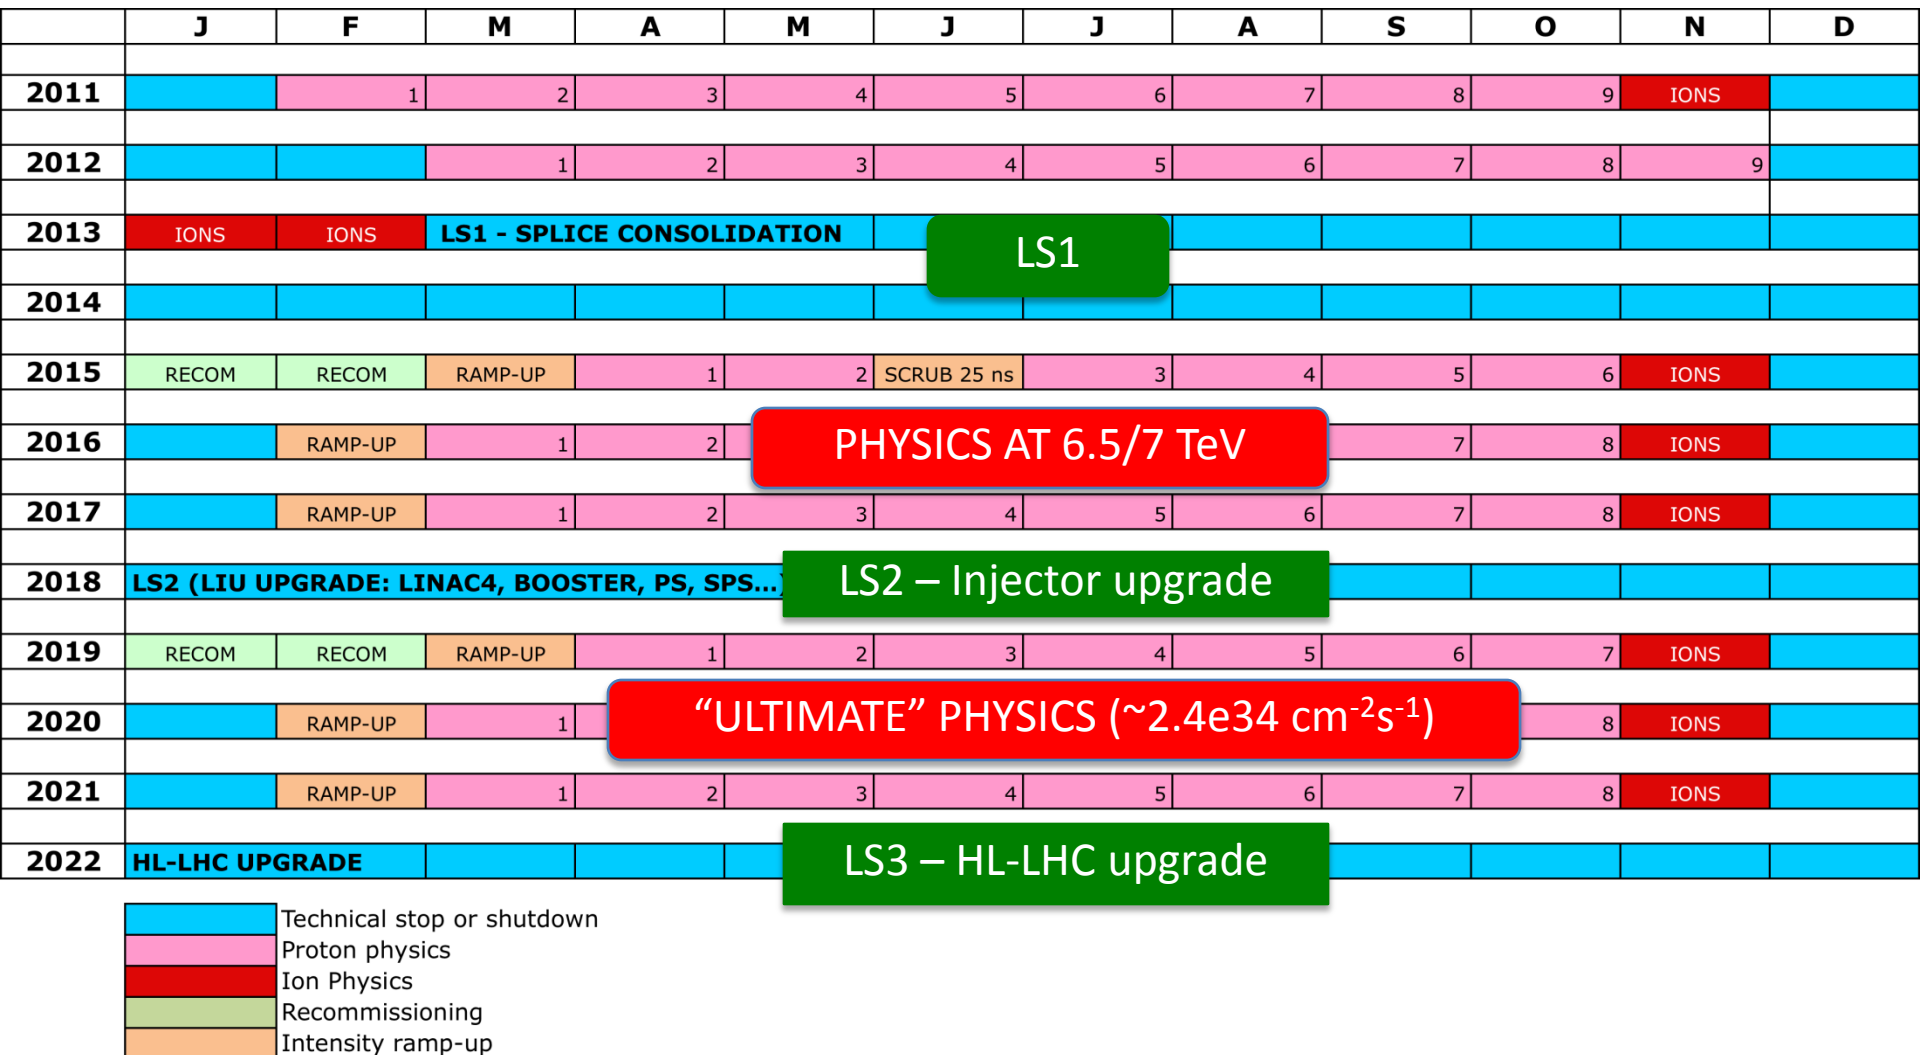 J F M A M J J A S O N D
2011 1 2 3 4 5 6 7 8 9 IONS
2012 1 2 3 4 5 6 7 8 9
2013 IONS IONS LS1 - SPLICE CONSOLIDATION
LS1
2014
2015 RECOM RECOM RAMP-UP 1 2 SCRUB 25 ns 3 4 5 6 IONS
2016 RAMP-UP 1 2 PHYSICS AT 6.5/7 TeV 7 8 IONS
2017 RAMP-UP 1 2 3 4 5 6 7 8 IONS
2018 LS2 (LIU UPGRADE: LINAC4, BOOSTER, PS, SPS...) LS2 – Injector upgrade
2019 RECOM RECOM RAMP-UP 1 2 3 4 5 6 7 IONS
2020 RAMP-UP 1 “ULTIMATE” PHYSICS (~2.4e34 cm⁻²s⁻¹) 8 IONS
2021 RAMP-UP 1 2 3 4 5 6 7 8 IONS
2022 HL-LHC UPGRADE LS3 – HL-LHC upgrade
Technical stop or shutdown
Proton physics
Ion Physics
Recommissioning
Intensity ramp-up